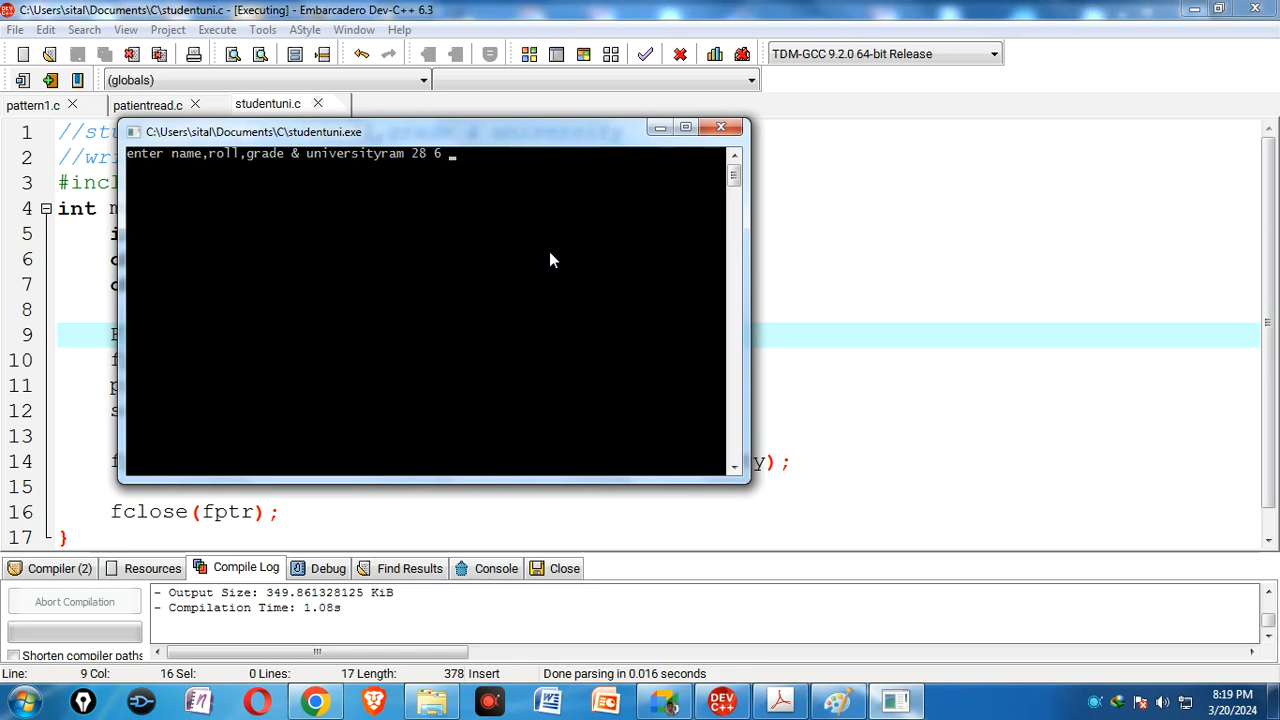 C:\Users\sital\Documents\C\studentuni.c - [Executing] - Embarcadero Dev-C++ 6.3
File Edit Search View Project Execute Tools AStyle Window Help
TDM-GCC 9.2.0 64-bit Release
(globals)
pattern1.c patientread.c studentuni.c
C:\Users\sital\Documents\C\studentuni.exe
enter name,roll,grade & universityram 28 6 _
1 //st
2 //wr
3 #incl
4 int
5
6
7
8
9
10
11
12
13
14 y);
15
16 fclose(fptr);
17 }
Compiler (2) Resources Compile Log Debug Find Results Console Close
Abort Compilation
Shorten compiler paths
- Output Size: 349.861328125 KiB
- Compilation Time: 1.08s
Line: 9 Col: 16 Sel: 0 Lines: 17 Length: 378 Insert Done parsing in 0.016 seconds
DEV C++
8:19 PM
3/20/2024